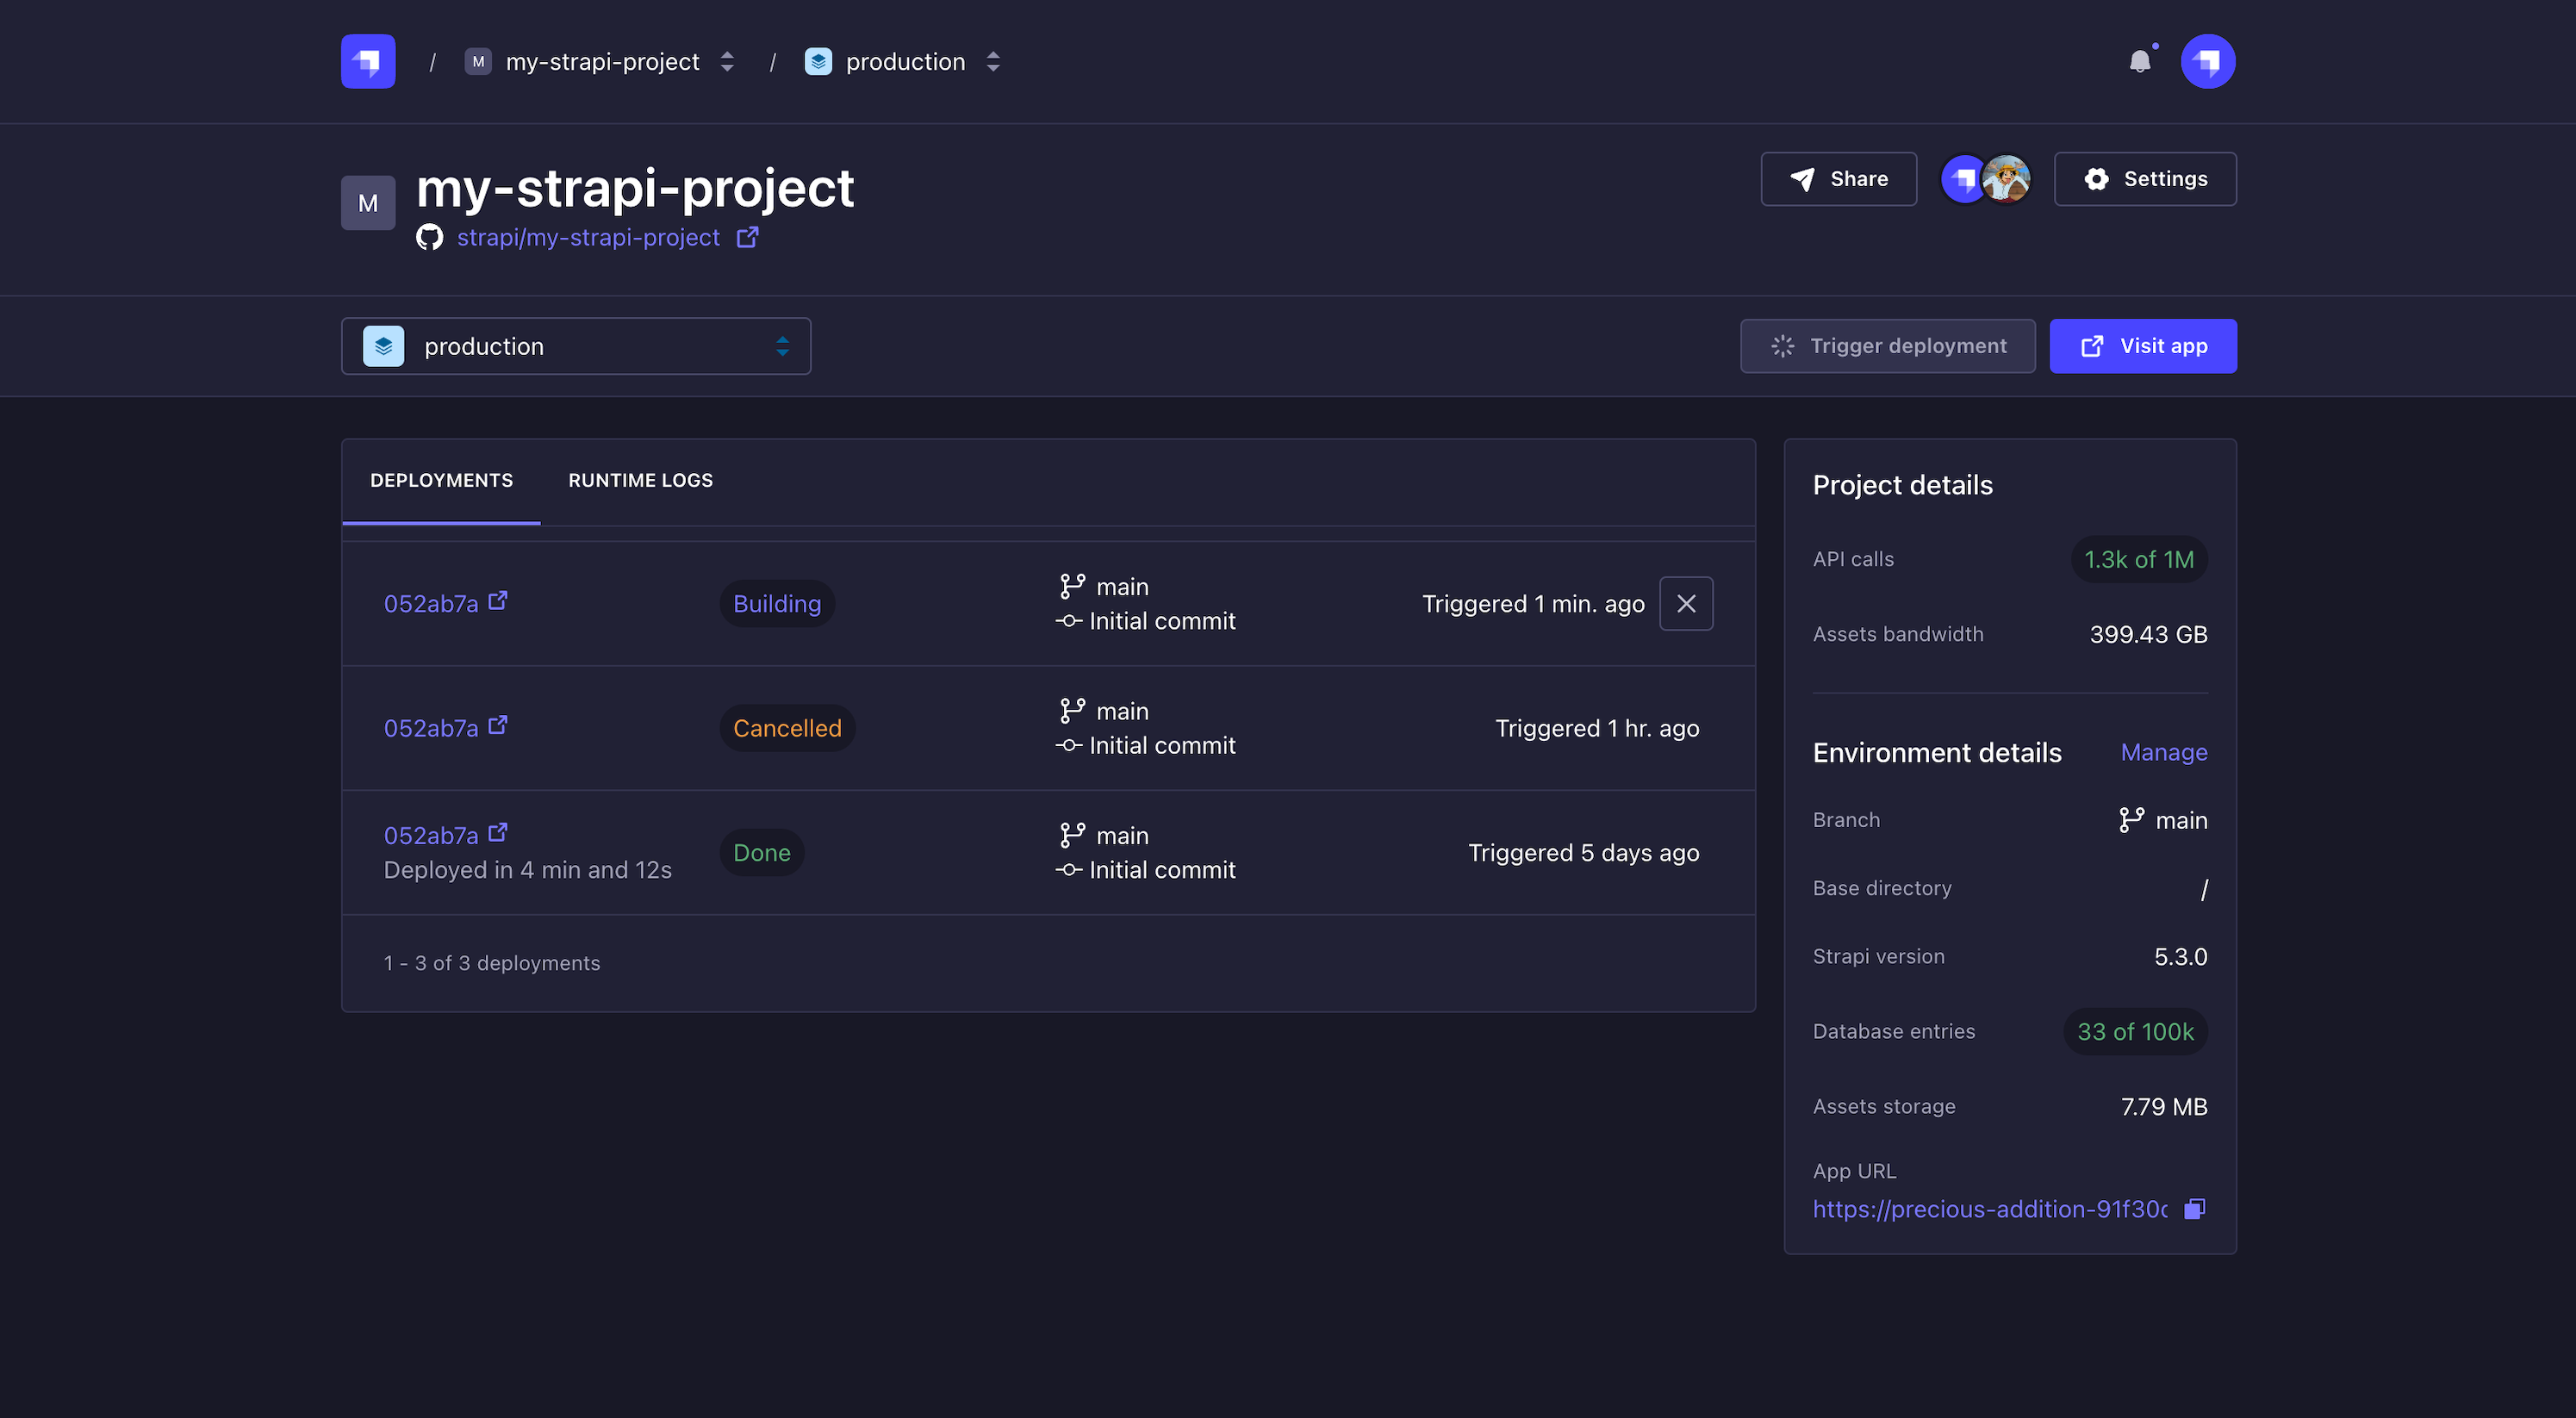 / M my-strapi-project / production
M my-strapi-project
strapi/my-strapi-project
Share
Settings
production
Trigger deployment
Visit app
DEPLOYMENTS RUNTIME LOGS
052ab7a Building main Triggered 1 min. ago
Initial commit
052ab7a Cancelled main Triggered 1 hr. ago
Initial commit
052ab7a Done main Triggered 5 days ago
Deployed in 4 min and 12s Initial commit
1 - 3 of 3 deployments
Project details
API calls 1.3k of 1M
Assets bandwidth 399.43 GB
Environment details Manage
Branch main
Base directory /
Strapi version 5.3.0
Database entries 33 of 100k
Assets storage 7.79 MB
App URL
https://precious-addition-91f30